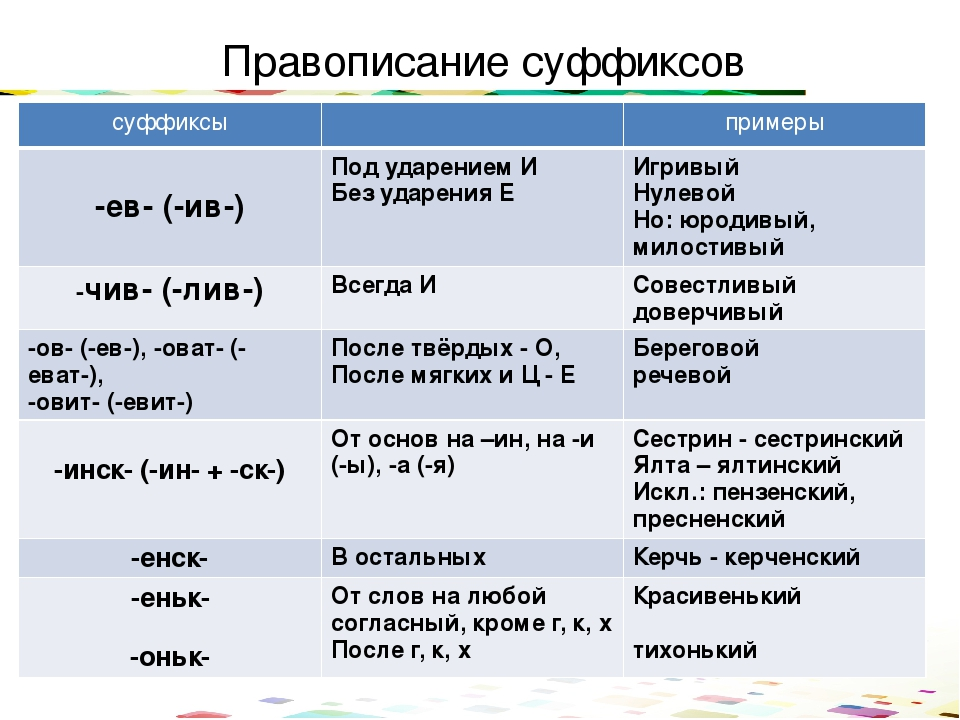 Правописание суффиксов
суффиксы
примеры
-ев- (-ив-)
Под ударением И
Без ударения Е
Игривый
Нулевой
Но: юродивый,
милостивый
-чив- (-лив-)
Всегда И
Совестливый
доверчивый
-ов- (-ев-), -оват- (-
еват-),
-овит- (-евит-)
После твёрдых - О,
После мягких и Ц - Е
Береговой
речевой
-инск- (-ин- + -ск-)
От основ на –ин, на -и
(-ы), -а (-я)
Сестрин - сестринский
Ялта – ялтинский
Искл.: пензенский,
пресненский
-енск-
В остальных
Керчь - керченский
-еньк-
-оньк-
От слов на любой
согласный, кроме г, к, х
После г, к, х
Красивенький
тихонький